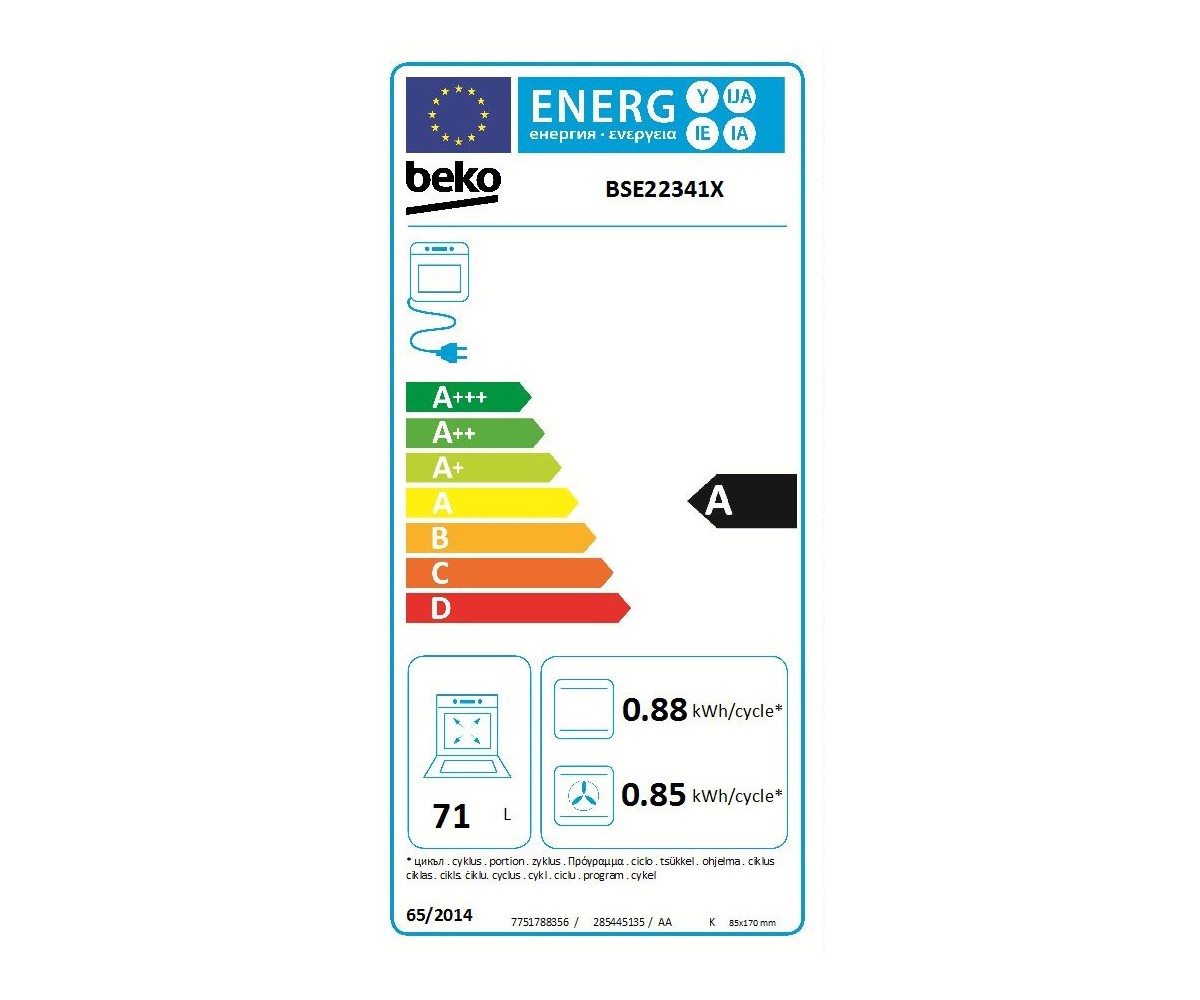 ENERG Y IJA
енергия · ενεργεια IE IA
beko
BSE22341X
A+++
A++
A+
A
A
B
C
D
0.88 kWh/cycle*
0.85 kWh/cycle*
71 L
* цикъл . cyklus . portion . zyklus . Πρόγραμμα . ciclo . tsükkel . ohjelma . ciklus
ciklas . cikls. ċiklu. cyclus . cykl . ciclu . program . cykel
65/2014 7751788356 / 285445135 / AA K 85x170 mm